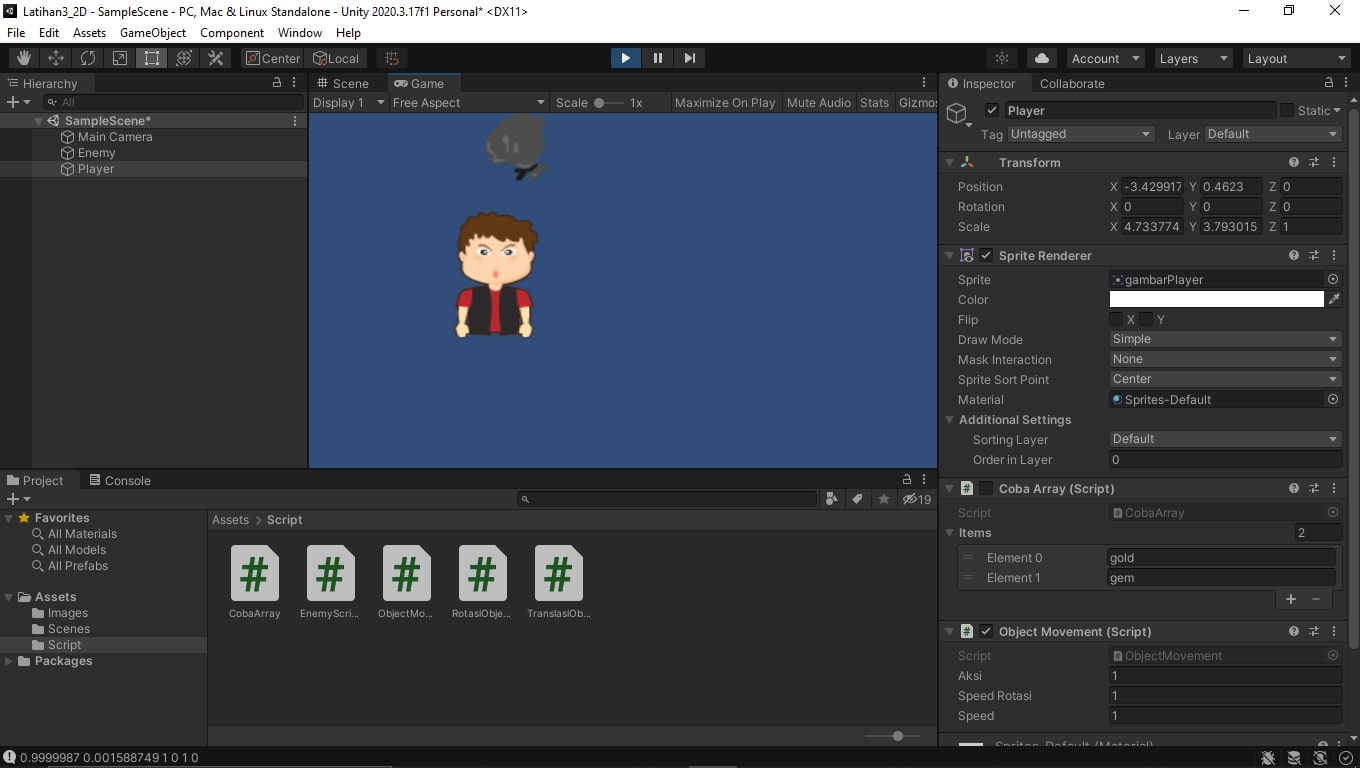 Latihan3_2D - SampleScene - PC, Mac & Linux Standalone - Unity 2020.3.17f1 Personal* <DX11>
File Edit Assets GameObject Component Window Help
Center Local Account Layers Layout
Hierarchy
All
SampleScene*
Main Camera
Enemy
Player
Scene Game
Display 1 Free Aspect Scale 1x Maximize On Play Mute Audio Stats Gizmos
Inspector Collaborate
Player Static
Tag Untagged Layer Default
Transform
Position X -3.429917 Y 0.4623 Z 0
Rotation X 0 Y 0 Z 0
Scale X 4.733774 Y 3.793015 Z 1
Sprite Renderer
Sprite gambarPlayer
Color
Flip X Y
Draw Mode Simple
Mask Interaction None
Sprite Sort Point Center
Material Sprites-Default
Additional Settings
Sorting Layer Default
Order in Layer 0
# Coba Array (Script)
Script # CobaArray
Items 2
Element 0 gold
Element 1 gem
+ −
# Object Movement (Script)
Script # ObjectMovement
Aksi 1
Speed Rotasi 1
Speed 1
Sprites-Default (Material)
Project Console
19
Favorites
All Materials
All Models
All Prefabs
Assets
Images
Scenes
Script
Packages
Assets > Script
# # # # #
CobaArray EnemyScri... ObjectMo... RotasiObje... TranslasiOb...
0.9999987 0.001588749 1 0 1 0